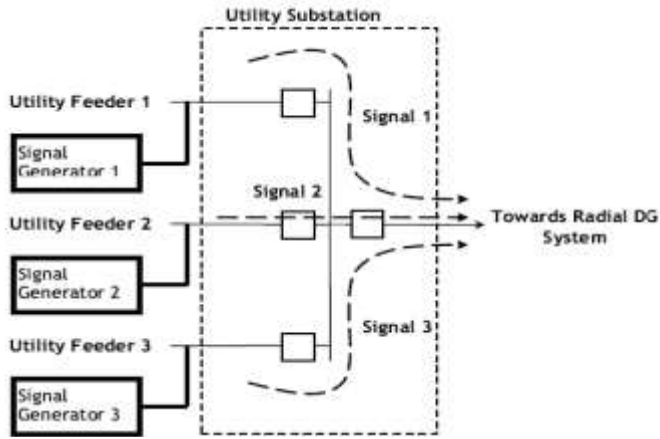 Utility Substation
Utility Feeder 1
Signal
Generator 1
Signal 1
Signal 2
Utility Feeder 2
Towards Radial DG
System
Signal
Generator 2
Utility Feeder 3
Signal 3
Signal
Generator 3